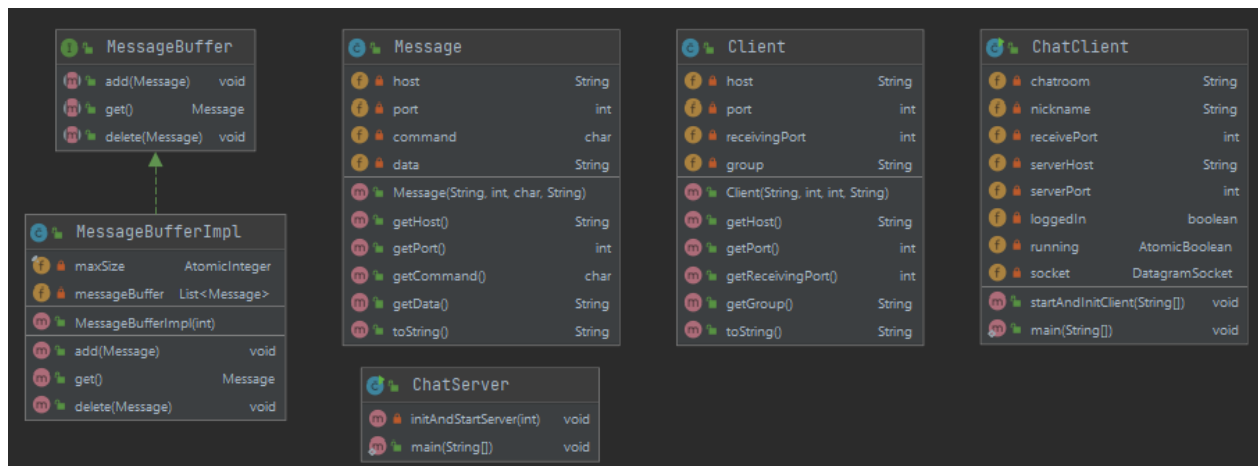 MessageBuffer
add(Message) void
get() Message
delete(Message) void
MessageBufferImpl
maxSize AtomicInteger
messageBuffer List<Message>
MessageBufferImpl(int)
add(Message) void
get() Message
delete(Message) void
Message
host String
port int
command char
data String
Message(String, int, char, String)
getHost() String
getPort() int
getCommand() char
getData() String
toString() String
ChatServer
initAndStartServer(int) void
main(String[]) void
Client
host String
port int
receivingPort int
group String
Client(String, int, int, String)
getHost() String
getPort() int
getReceivingPort() int
getGroup() String
toString() String
ChatClient
chatroom String
nickname String
receivePort int
serverHost String
serverPort int
loggedIn boolean
running AtomicBoolean
socket DatagramSocket
startAndInitClient(String[]) void
main(String[]) void